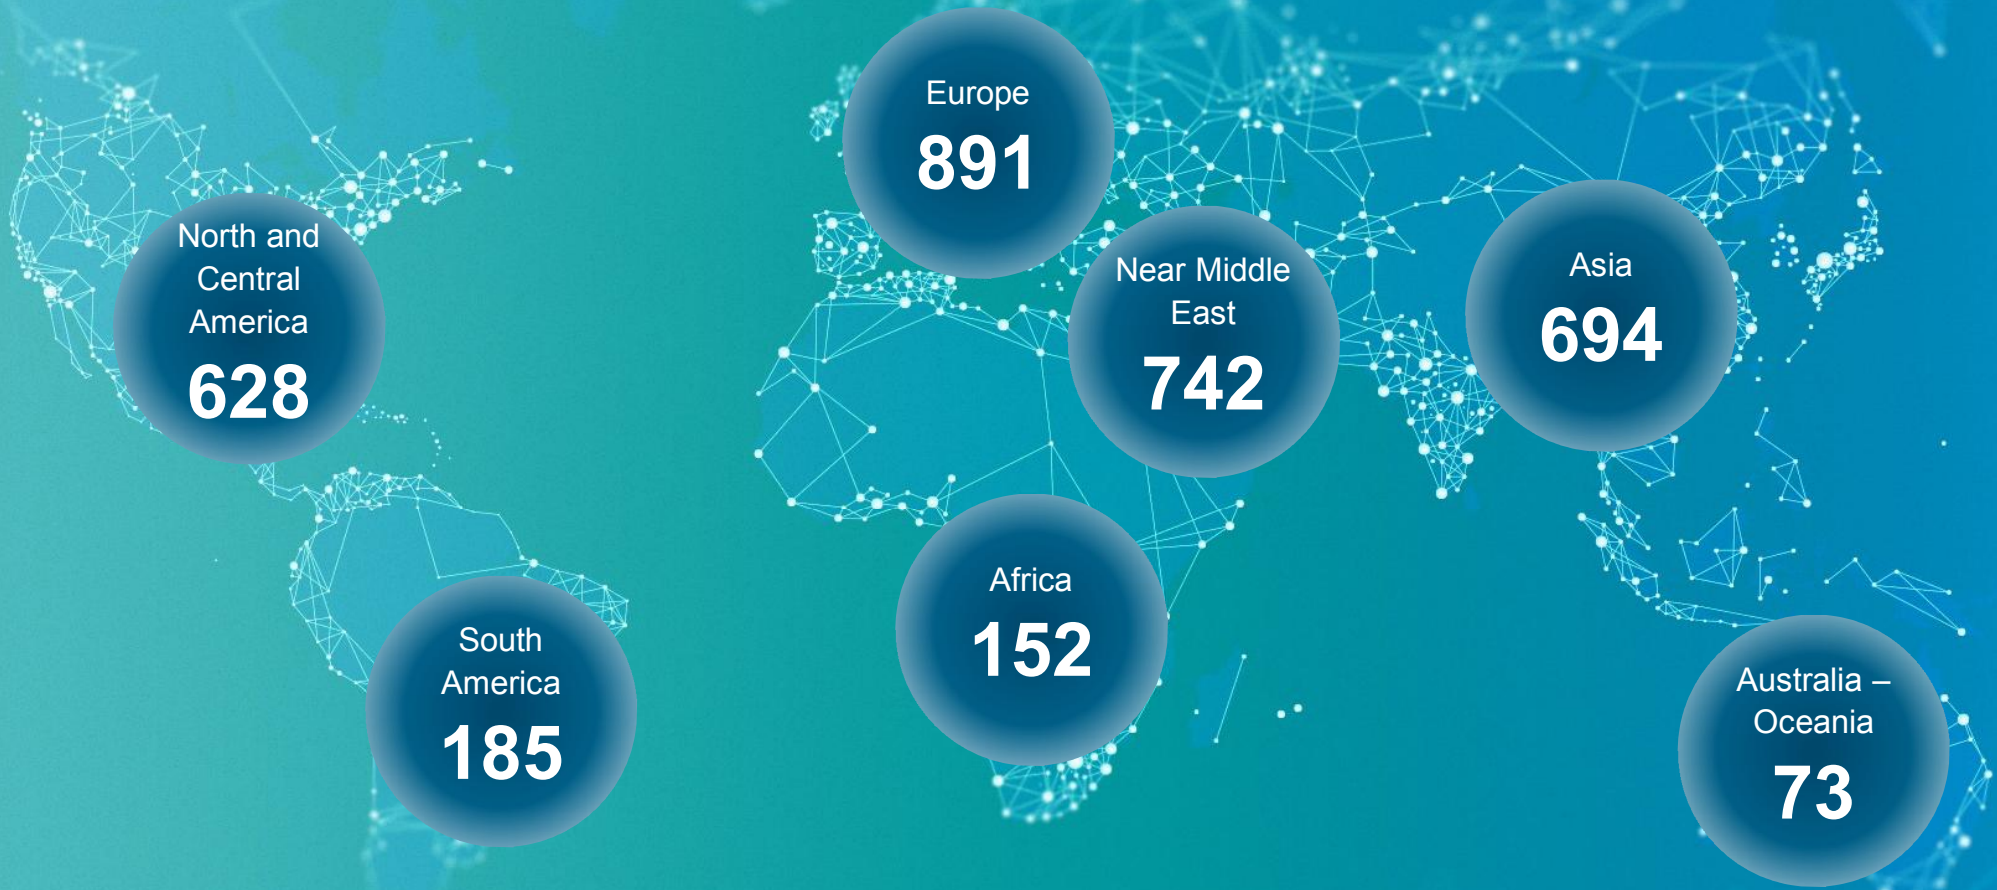 Europe
891
North and
Central
America
628
Near Middle
East
742
Asia
694
Africa
152
South
America
185
Australia –
Oceania
73